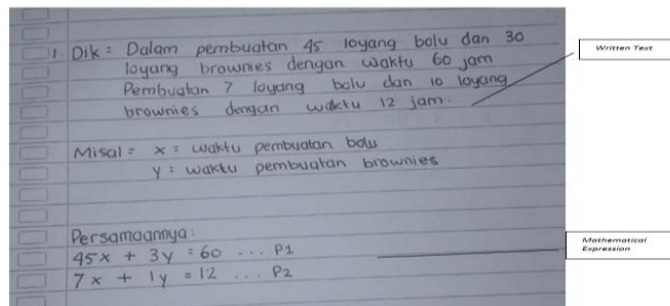 1. Dik : Dalam pembuatan 45 loyang bolu dan 30
loyang brownies dengan waktu 60 jam
Pembuatan 7 loyang bolu dan 10 loyang
brownies dengan waktu 12 jam.
Written Text
Misal : x = waktu pembuatan bolu
y = waktu pembuatan brownies
Persamaannya :
45x + 3y = 60 ... P1
7x + 1y = 12 ... P2
Mathematical
Expression